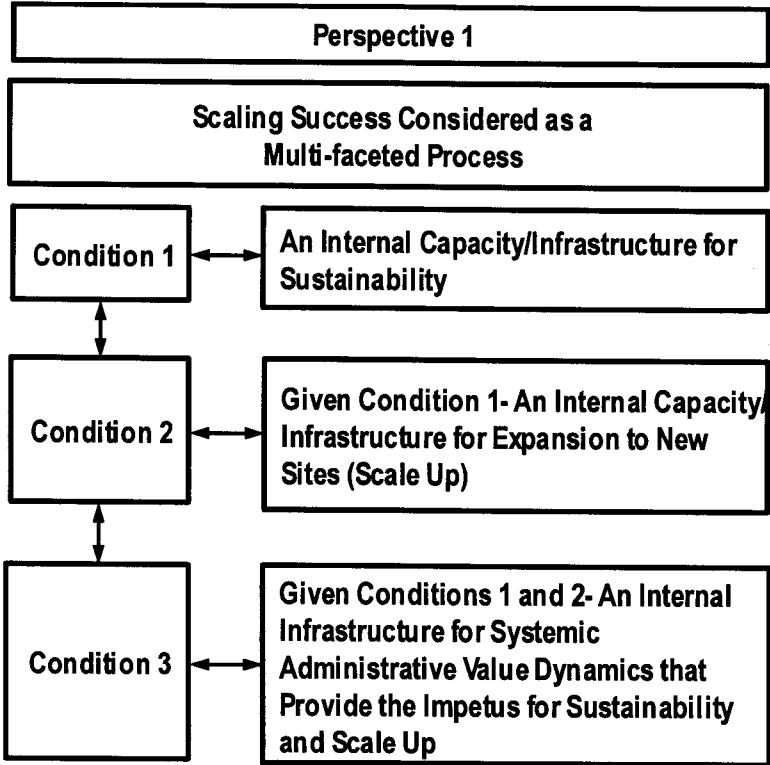 Perspective 1
Scaling Success Considered as a
Multi-faceted Process
Condition 1
An Internal Capacity/Infrastructure for
Sustainability
Condition 2
Given Condition 1- An Internal Capacity/
Infrastructure for Expansion to New
Sites (Scale Up)
Condition 3
Given Conditions 1 and 2- An Internal
Infrastructure for Systemic
Administrative Value Dynamics that
Provide the Impetus for Sustainability
and Scale Up